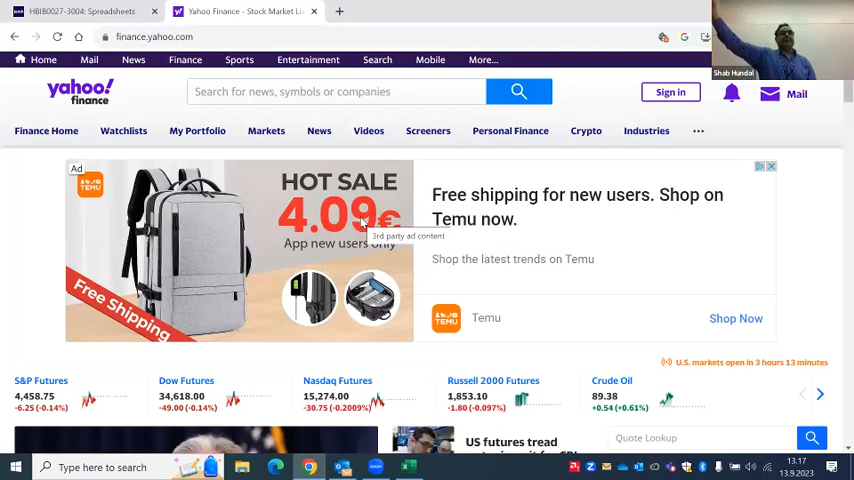 jamk
HBIB0027-3004: Spreadsheets
Yahoo Finance - Stock Market Li
finance.yahoo.com
Shab Hundal
Home
Mail
News
Finance
Sports
Entertainment
Search
Mobile
More...
yahoo!
finance
Search for news, symbols or companies
Sign in
Mail
Finance Home
Watchlists
My Portfolio
Markets
News
Videos
Screeners
Personal Finance
Crypto
Industries
Ad
TEMU
HOT SALE
4.09€
App new users only
3rd party ad content
Free Shipping
Free shipping for new users. Shop on
Temu now.
Shop the latest trends on Temu
TEMU
Temu
Shop Now
U.S. markets open in 3 hours 13 minutes
S&P Futures
4,458.75
-6.25 (-0.14%)
Dow Futures
34,618.00
-49.00 (-0.14%)
Nasdaq Futures
15,274.00
-30.75 (-0.2009%)
Russell 2000 Futures
1,853.10
-1.80 (-0.097%)
Crude Oil
89.38
+0.54 (+0.61%)
US futures tread
Quote Lookup
Type here to search
13.17
13.9.2023